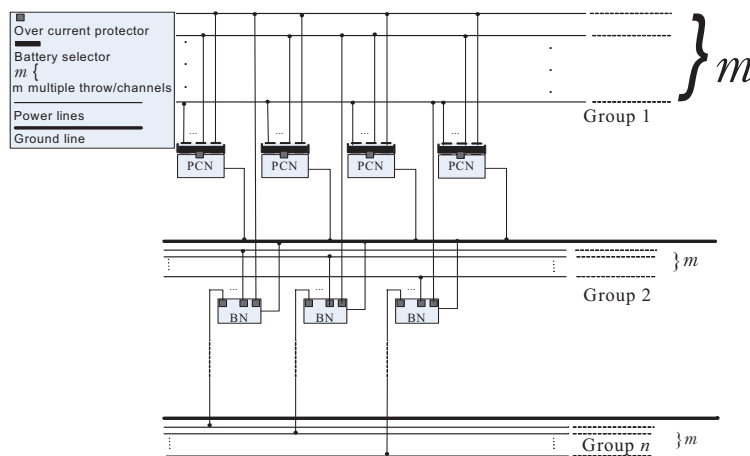 Over current protector
Battery selector
m {
m multiple throw/channels
Power lines
Ground line
} m
Group 1
...
...
...
...
PCN
PCN
PCN
PCN
} m
Group 2
...
...
...
BN
BN
BN
Group n
} m